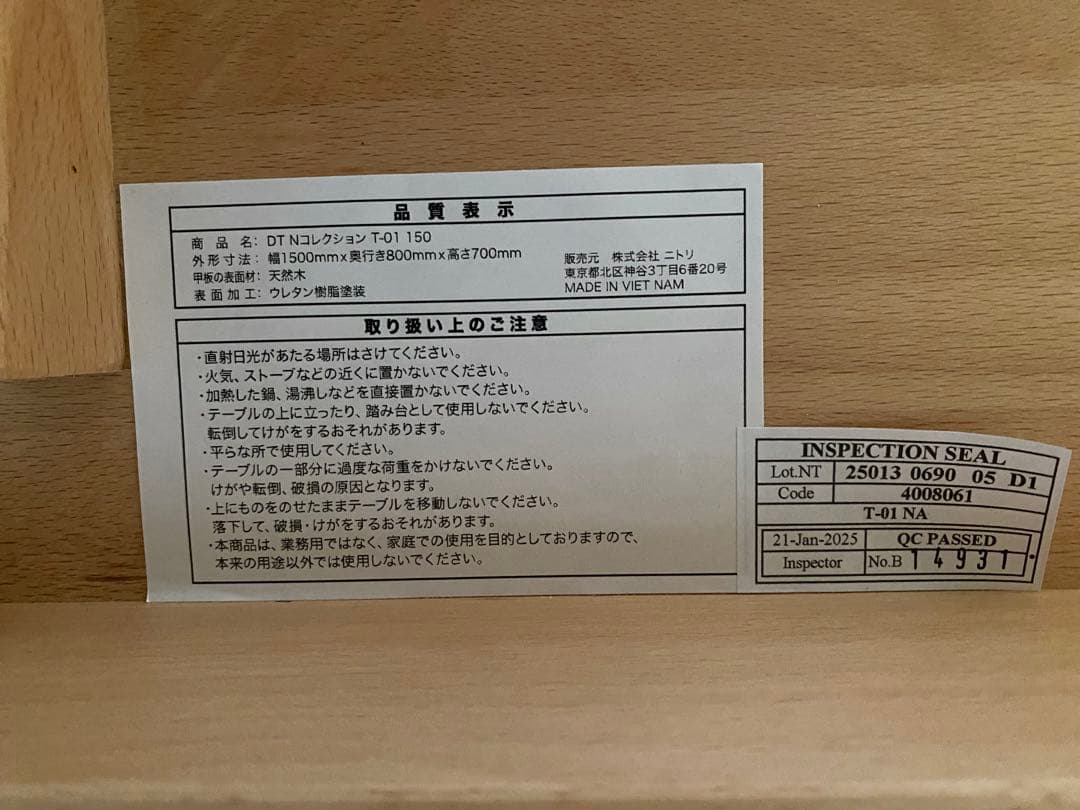 品質表示
商品名: DT Nコレクション T-01 150
外形寸法: 幅1500mmx奥行き800mmx高さ700mm
甲板の表面材: 天然木
表面加工: ウレタン樹脂塗装
販売元 株式会社 ニトリ
東京都北区神谷3丁目6番20号
MADE IN VIET NAM
取り扱い上のご注意
・直射日光があたる場所はさけてください。
・火気、ストーブなどの近くに置かないでください。
・加熱した鍋、湯沸しなどを直接置かないでください。
・テーブルの上に立ったり、踏み台として使用しないでください。
転倒してけがをするおそれがあります。
・平らな所で使用してください。
・テーブルの一部分に過度な荷重をかけないでください。
けがや転倒、破損の原因となります。
・上にものをのせたままテーブルを移動しないでください。
落下して、破損・けがをするおそれがあります。
・本商品は、業務用ではなく、家庭での使用を目的としておりますので、
本来の用途以外では使用しないでください。
INSPECTION SEAL
Lot.NT 25013 0690 05 D1
Code 4008061
T-01 NA
21-Jan-2025 QC PASSED
Inspector No.B 14931